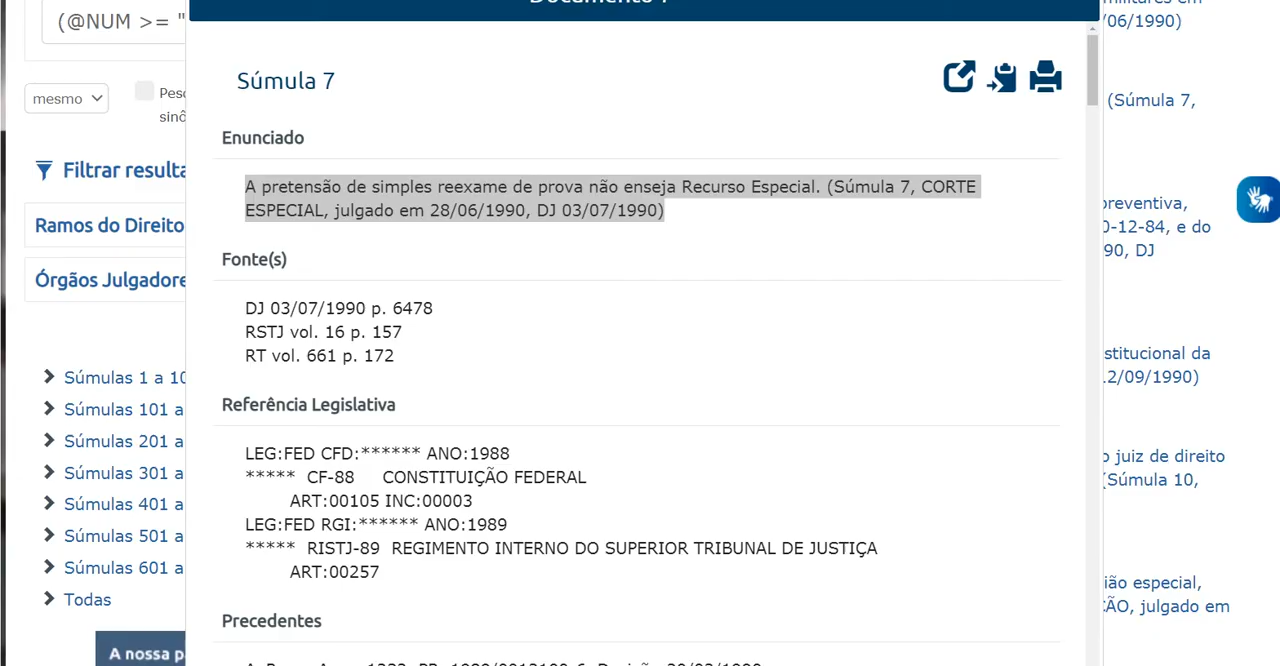 (@NUM >= "
mesmo
Pesq
sinô
Filtrar resulta
Ramos do Direito
Órgãos Julgadore
Súmulas 1 a 10
Súmulas 101 a
Súmulas 201 a
Súmulas 301 a
Súmulas 401 a
Súmulas 501 a
Súmulas 601 a
Todas
A nossa p
Súmula 7
Enunciado
A pretensão de simples reexame de prova não enseja Recurso Especial. (Súmula 7, CORTE
ESPECIAL, julgado em 28/06/1990, DJ 03/07/1990)
Fonte(s)
DJ 03/07/1990 p. 6478
RSTJ vol. 16 p. 157
RT vol. 661 p. 172
Referência Legislativa
LEG:FED CFD:****** ANO:1988
***** CF-88 CONSTITUIÇÃO FEDERAL
ART:00105 INC:00003
LEG:FED RGI:****** ANO:1989
***** RISTJ-89 REGIMENTO INTERNO DO SUPERIOR TRIBUNAL DE JUSTIÇA
ART:00257
Precedentes
/06/1990)
(Súmula 7,
preventiva,
0-12-84, e do
90, DJ
stitucional da
12/09/1990)
o juiz de direito
(Súmula 10,
ião especial,
ÇÃO, julgado em